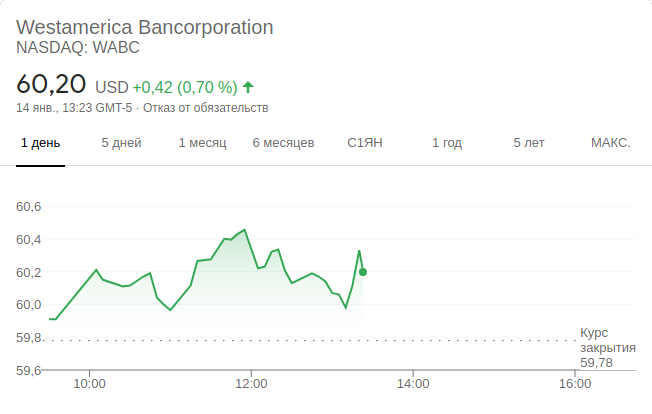 Westamerica Bancorporation
NASDAQ: WABC
60,20 USD +0,42 (0,70 %)
14 янв., 13:23 GMT-5 · Отказ от обязательств
1 день 5 дней 1 месяц 6 месяцев С1ЯН 1 год 5 лет МАКС.
60,6
60,4
60,2
60,0
59,8
Курс
закрытия
59,78
59,6
10:00 12:00 14:00 16:00